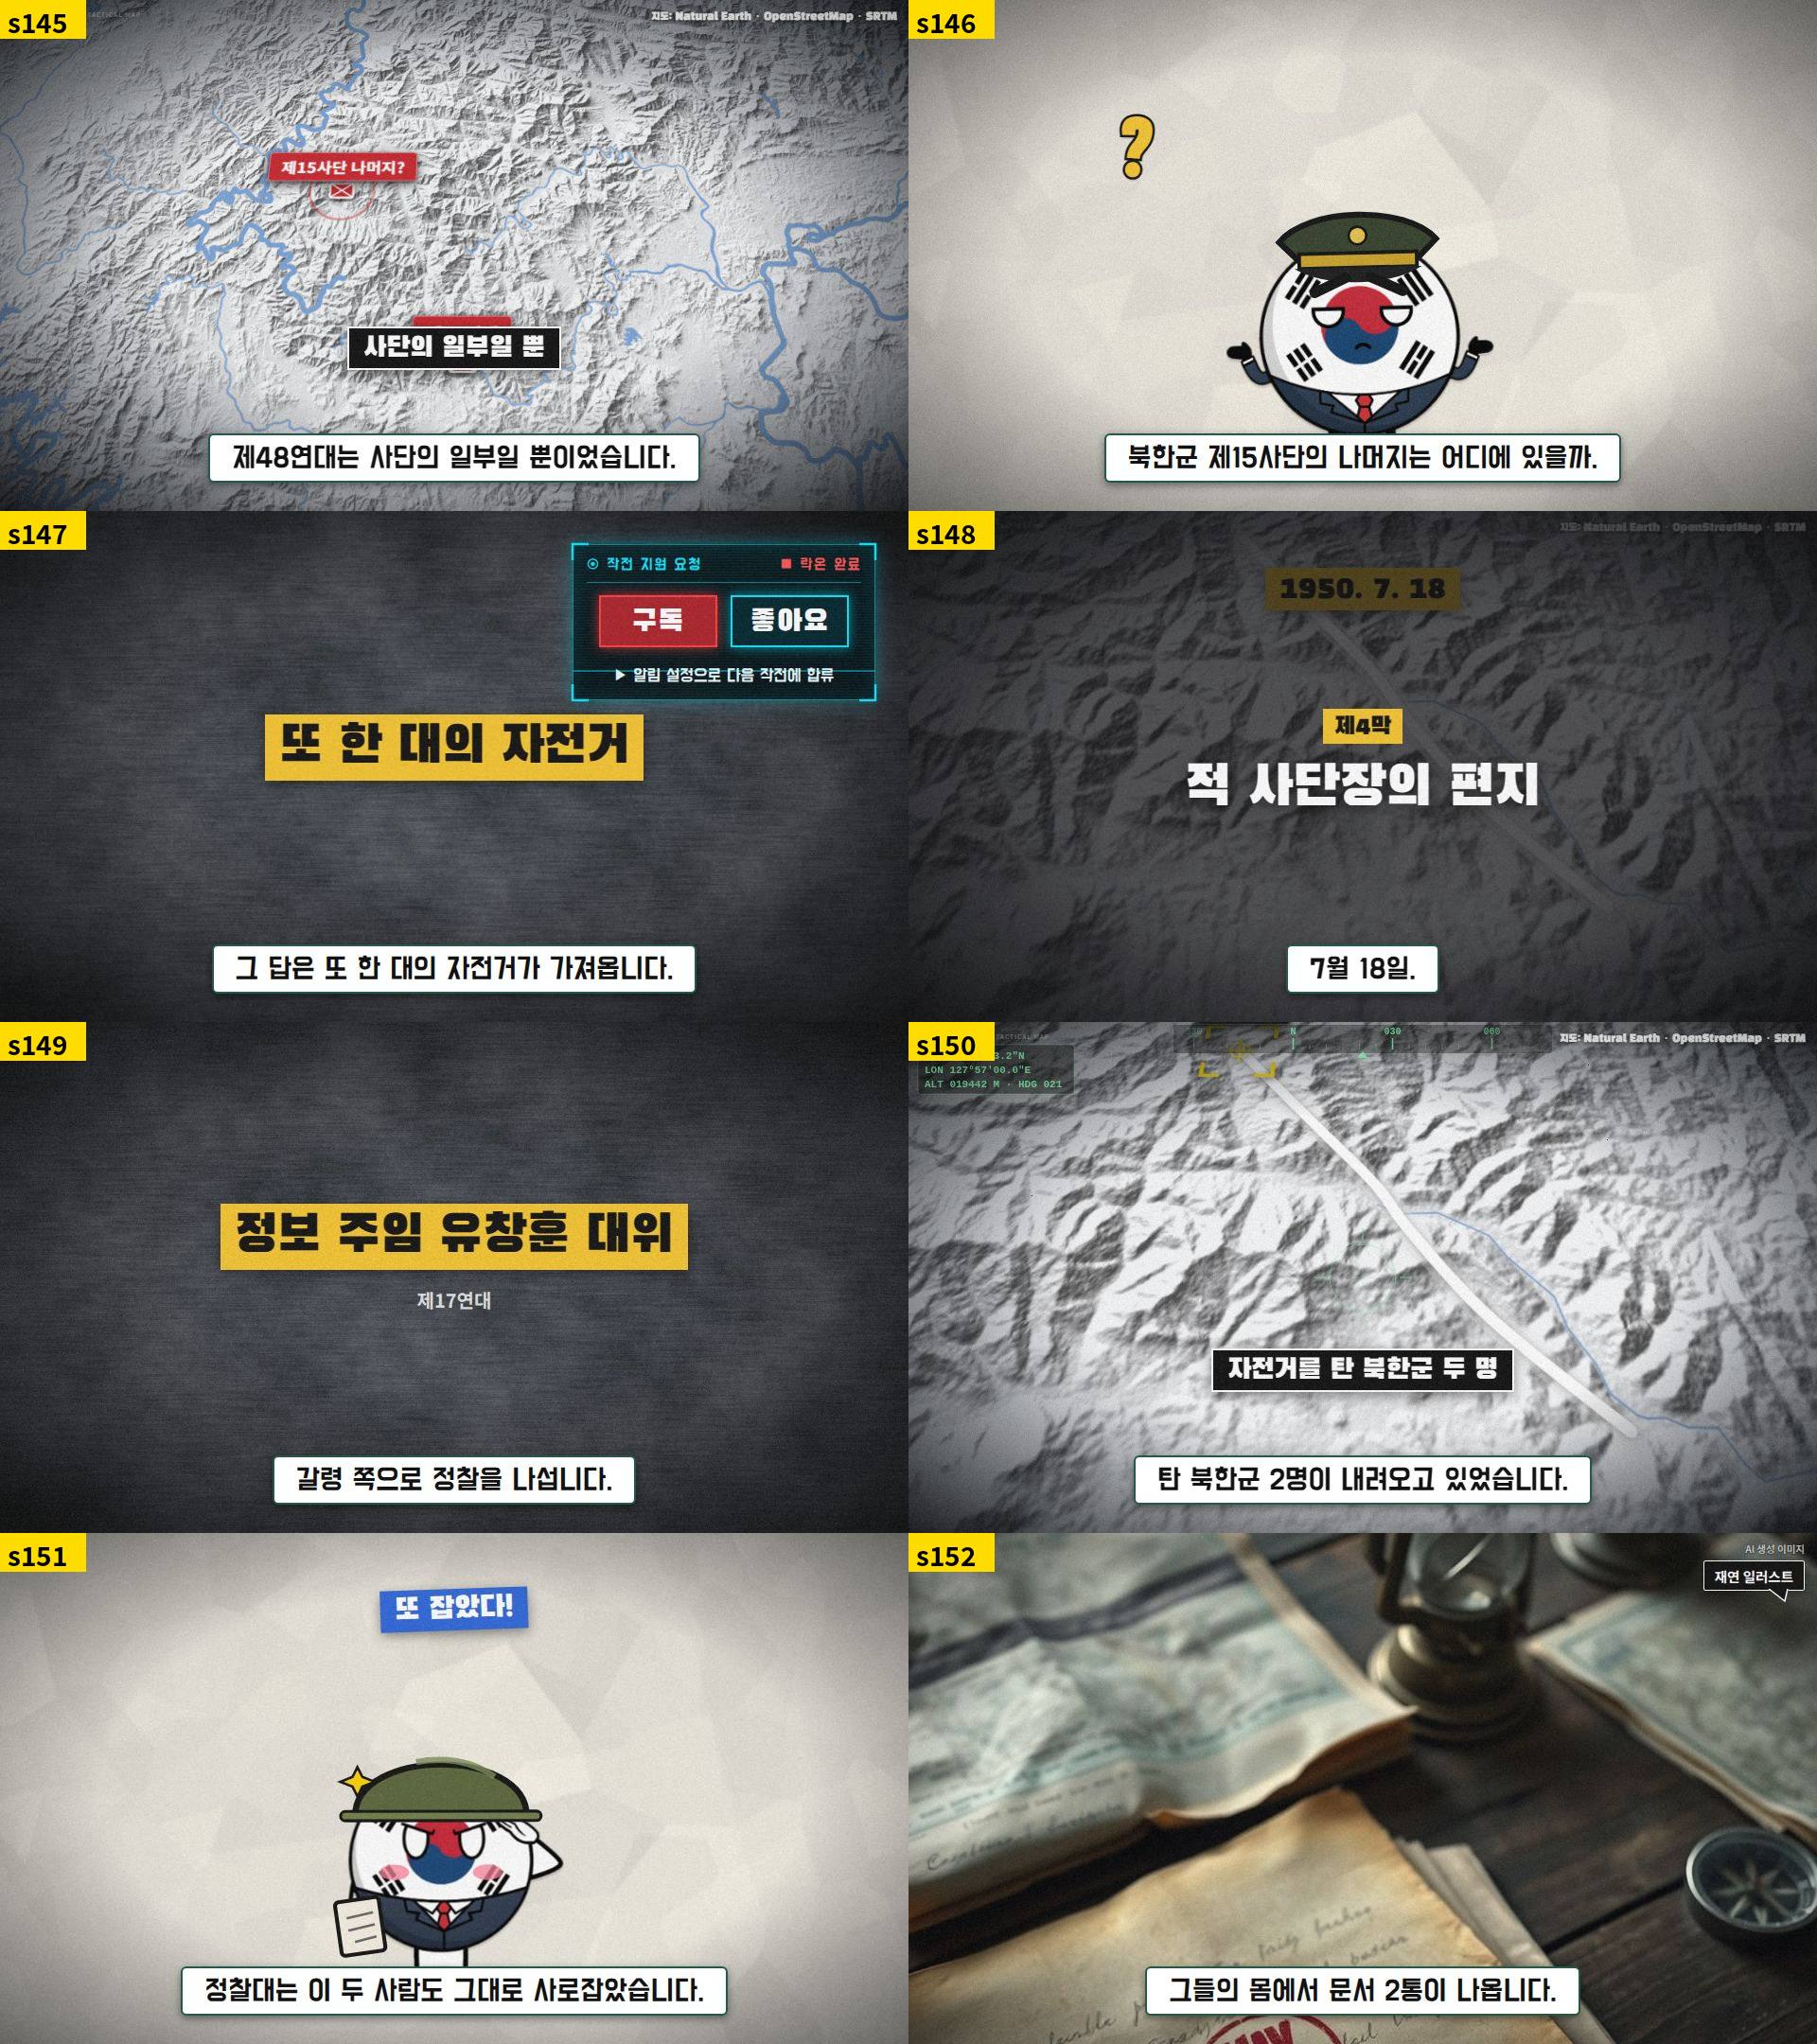 s145
TACTICAL MAP
지도: Natural Earth · OpenStreetMap · SRTM
제15사단 나머지?
사단의 일부일 뿐
제48연대는 사단의 일부일 뿐이었습니다.
s146
?
북한군 제15사단의 나머지는 어디에 있을까.
s147
작전 지원 요청
락온 완료
구독
좋아요
▶ 알림 설정으로 다음 작전에 합류
또 한 대의 자전거
그 답은 또 한 대의 자전거가 가져옵니다.
s148
지도: Natural Earth · OpenStreetMap · SRTM
1950. 7. 18
제4막
적 사단장의 편지
7월 18일.
s149
정보 주임 유창훈 대위
제17연대
갈령 쪽으로 정찰을 나섭니다.
s150
TACTICAL MAP
N
030
060
지도: Natural Earth · OpenStreetMap · SRTM
3.2"N
LON 127°57'00.0"E
ALT 019442 M · HDG 021
자전거를 탄 북한군 두 명
탄 북한군 2명이 내려오고 있었습니다.
s151
또 잡았다!
정찰대는 이 두 사람도 그대로 사로잡았습니다.
s152
AI 생성 이미지
재연 일러스트
그들의 몸에서 문서 2통이 나옵니다.